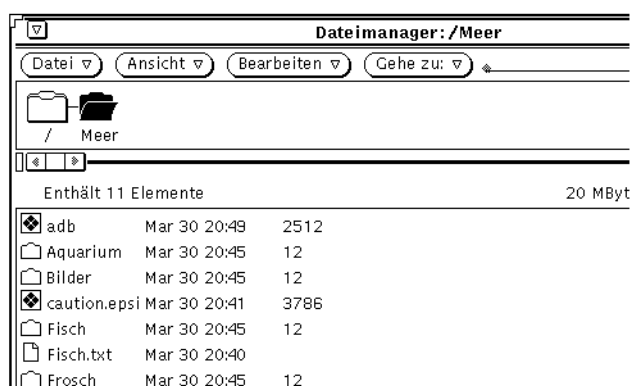 Dateimanager: /Meer
Datei Ansicht Bearbeiten Gehe zu:
/ Meer
Enthält 11 Elemente 20 MByt
adb Mar 30 20:49 2512
Aquarium Mar 30 20:45 12
Bilder Mar 30 20:45 12
caution.epsi Mar 30 20:41 3786
Fisch Mar 30 20:45 12
Fisch.txt Mar 30 20:40
Frosch Mar 30 20:45 12